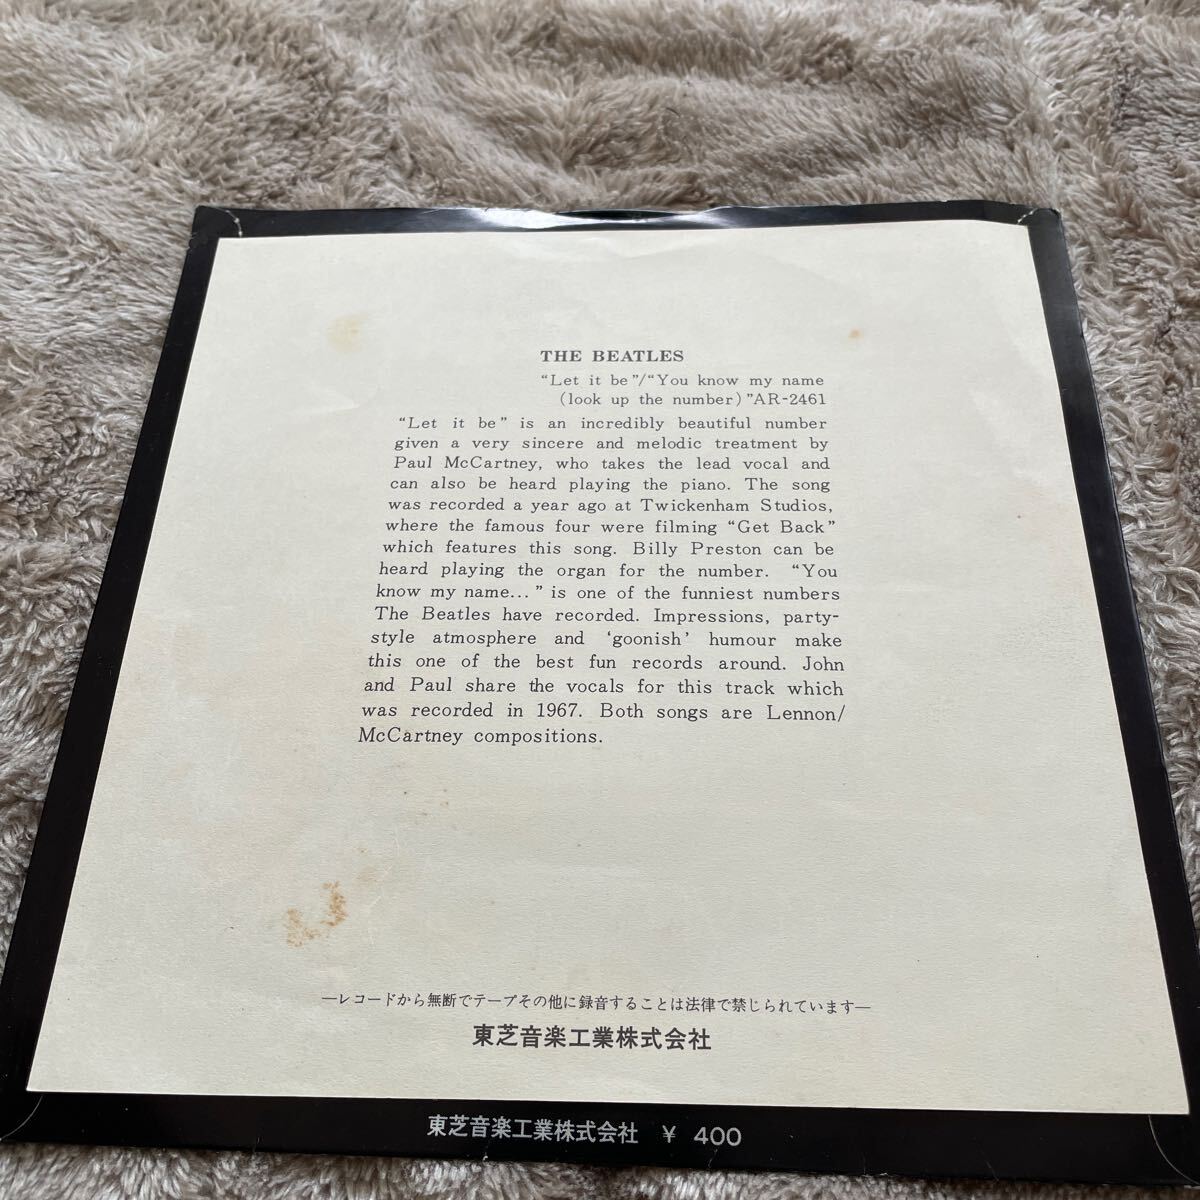 THE BEATLES
“Let it be”/“You know my name
(look up the number)”AR-2461
“Let it be” is an incredibly beautiful number
given a very sincere and melodic treatment by
Paul McCartney, who takes the lead vocal and
can also be heard playing the piano. The song
was recorded a year ago at Twickenham Studios,
where the famous four were filming “Get Back”
which features this song. Billy Preston can be
heard playing the organ for the number. “You
know my name...” is one of the funniest numbers
The Beatles have recorded. Impressions, party-
style atmosphere and ‘goonish’ humour make
this one of the best fun records around. John
and Paul share the vocals for this track which
was recorded in 1967. Both songs are Lennon/
McCartney compositions.
—レコードから無断でテープその他に録音することは法律で禁じられています—
東芝音楽工業株式会社
東芝音楽工業株式会社 ¥ 400